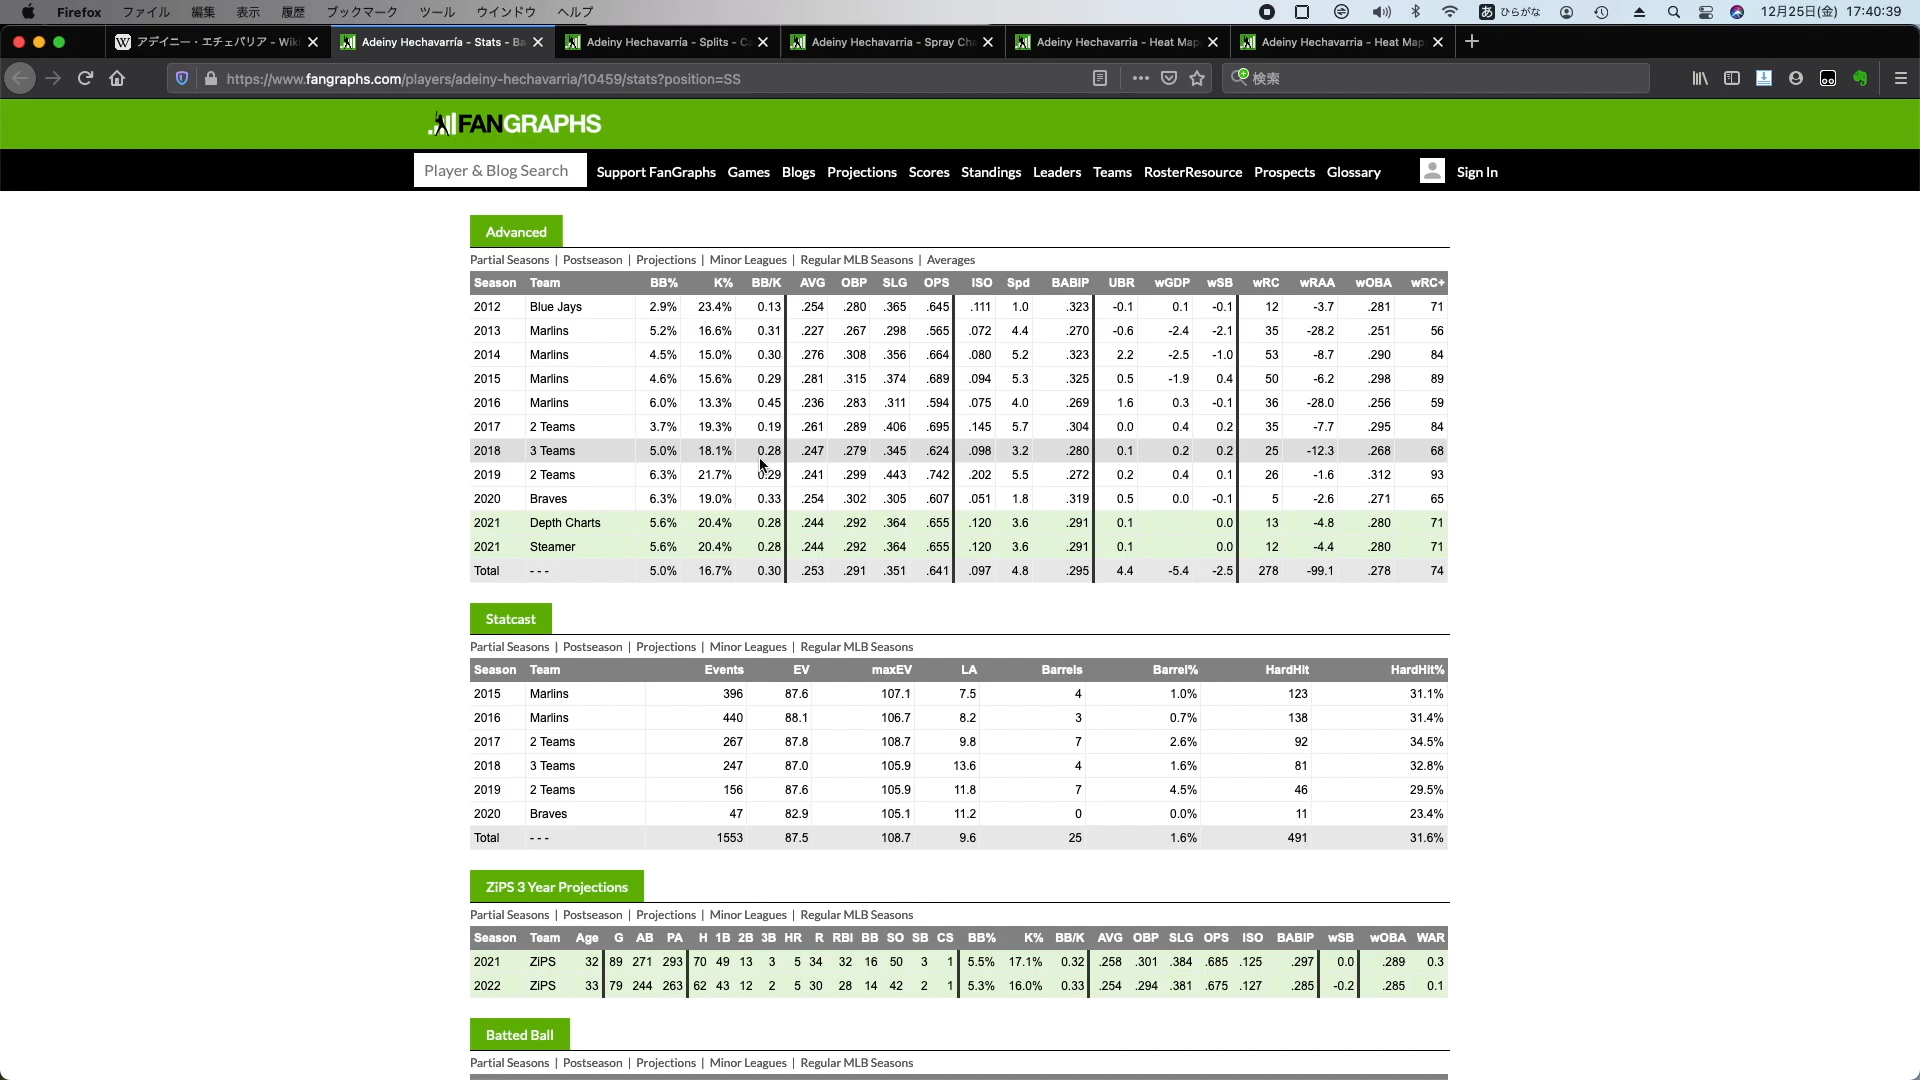 Firefox ファイル 編集 表示 履歴 ブックマーク ツール ウインドウ ヘルプ あ ひらがな 12月25日(金) 17:40:39
アデイニー・エチェバリア - Wiki Adeiny Hechavarría - Stats - Ba Adeiny Hechavarría - Splits - C Adeiny Hechavarria - Spray Cha Adeiny Hechavarria - Heat Map Adeiny Hechavarria - Heat Map
https://www.fangraphs.com/players/adeiny-hechavarria/10459/stats?position=SS 検索
FANGRAPHS
Player & Blog Search Support FanGraphs Games Blogs Projections Scores Standings Leaders Teams RosterResource Prospects Glossary Sign In
Advanced
Partial Seasons | Postseason | Projections | Minor Leagues | Regular MLB Seasons | Averages
Season Team BB% K% BB/K AVG OBP SLG OPS ISO Spd BABIP UBR wGDP wSB wRC wRAA wOBA wRC+
2012 Blue Jays 2.9% 23.4% 0.13 .254 .280 .365 .645 .111 1.0 .323 -0.1 0.1 -0.1 12 -3.7 .281 71
2013 Marlins 5.2% 16.6% 0.31 .227 .267 .298 .565 .072 4.4 .270 -0.6 -2.4 -2.1 35 -28.2 .251 56
2014 Marlins 4.5% 15.0% 0.30 .276 .308 .356 .664 .080 5.2 .323 2.2 -2.5 -1.0 53 -8.7 .290 84
2015 Marlins 4.6% 15.6% 0.29 .281 .315 .374 .689 .094 5.3 .325 0.5 -1.9 0.4 50 -6.2 .298 89
2016 Marlins 6.0% 13.3% 0.45 .236 .283 .311 .594 .075 4.0 .269 1.6 0.3 -0.1 36 -28.0 .256 59
2017 2 Teams 3.7% 19.3% 0.19 .261 .289 .406 .695 .145 5.7 .304 0.0 0.4 0.2 35 -7.7 .295 84
2018 3 Teams 5.0% 18.1% 0.28 .247 .279 .345 .624 .098 3.2 .280 0.1 0.2 0.2 25 -12.3 .268 68
2019 2 Teams 6.3% 21.7% 0.29 .241 .299 .443 .742 .202 5.5 .272 0.2 0.4 0.1 26 -1.6 .312 93
2020 Braves 6.3% 19.0% 0.33 .254 .302 .305 .607 .051 1.8 .319 0.5 0.0 -0.1 5 -2.6 .271 65
2021 Depth Charts 5.6% 20.4% 0.28 .244 .292 .364 .655 .120 3.6 .291 0.1 0.0 13 -4.8 .280 71
2021 Steamer 5.6% 20.4% 0.28 .244 .292 .364 .655 .120 3.6 .291 0.1 0.0 12 -4.4 .280 71
Total - - - 5.0% 16.7% 0.30 .253 .291 .351 .641 .097 4.8 .295 4.4 -5.4 -2.5 278 -99.1 .278 74
Statcast
Partial Seasons | Postseason | Projections | Minor Leagues | Regular MLB Seasons
Season Team Events EV maxEV LA Barrels Barrel% HardHit HardHit%
2015 Marlins 396 87.6 107.1 7.5 4 1.0% 123 31.1%
2016 Marlins 440 88.1 106.7 8.2 3 0.7% 138 31.4%
2017 2 Teams 267 87.8 108.7 9.8 7 2.6% 92 34.5%
2018 3 Teams 247 87.0 105.9 13.6 4 1.6% 81 32.8%
2019 2 Teams 156 87.6 105.9 11.8 7 4.5% 46 29.5%
2020 Braves 47 82.9 105.1 11.2 0 0.0% 11 23.4%
Total - - - 1553 87.5 108.7 9.6 25 1.6% 491 31.6%
ZiPS 3 Year Projections
Partial Seasons | Postseason | Projections | Minor Leagues | Regular MLB Seasons
Season Team Age G AB PA H 1B 2B 3B HR R RBI BB SO SB CS BB% K% BB/K AVG OBP SLG OPS ISO BABIP wSB wOBA WAR
2021 ZiPS 32 89 271 293 70 49 13 3 5 34 32 16 50 3 1 5.5% 17.1% 0.32 .258 .301 .384 .685 .125 .297 0.0 .289 0.3
2022 ZiPS 33 79 244 263 62 43 12 2 5 30 28 14 42 2 1 5.3% 16.0% 0.33 .254 .294 .381 .675 .127 .285 -0.2 .285 0.1
Batted Ball
Partial Seasons | Postseason | Projections | Minor Leagues | Regular MLB Seasons